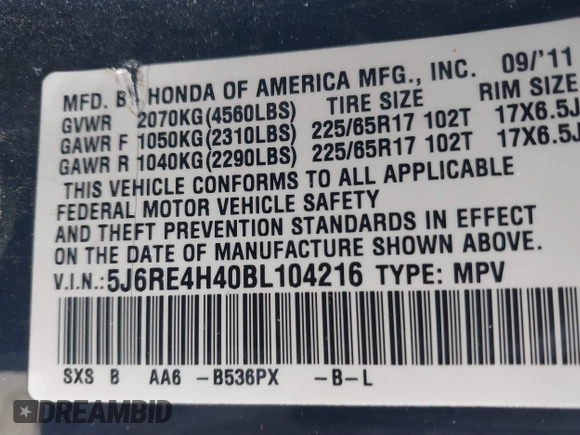 MFD. BY HONDA OF AMERICA MFG., INC. 09/'11
GVWR 2070KG(4560LBS) TIRE SIZE RIM SIZE
GAWR F 1050KG(2310LBS) 225/65R17 102T 17X6.5J
GAWR R 1040KG(2290LBS) 225/65R17 102T 17X6.5J
THIS VEHICLE CONFORMS TO ALL APPLICABLE
FEDERAL MOTOR VEHICLE SAFETY
AND THEFT PREVENTION STANDARDS IN EFFECT
ON THE DATE OF MANUFACTURE SHOWN ABOVE.
V.I.N.: 5J6RE4H40BL104216 TYPE: MPV
SXS B AA6 -B536PX -B-L
DREAMBID